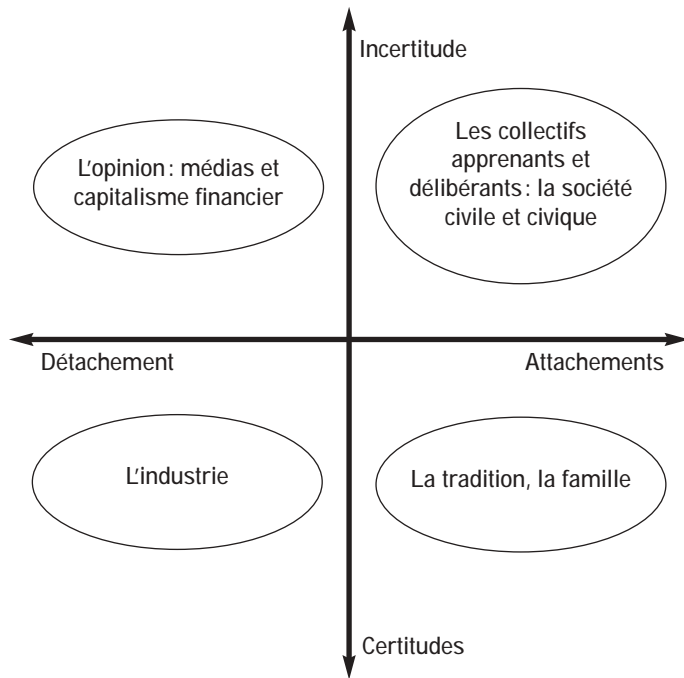 Incertitude
L'opinion : médias et
capitalisme financier
Les collectifs
apprenants et
délibérants : la société
civile et civique
Détachement
Attachements
L'industrie
La tradition, la famille
Certitudes